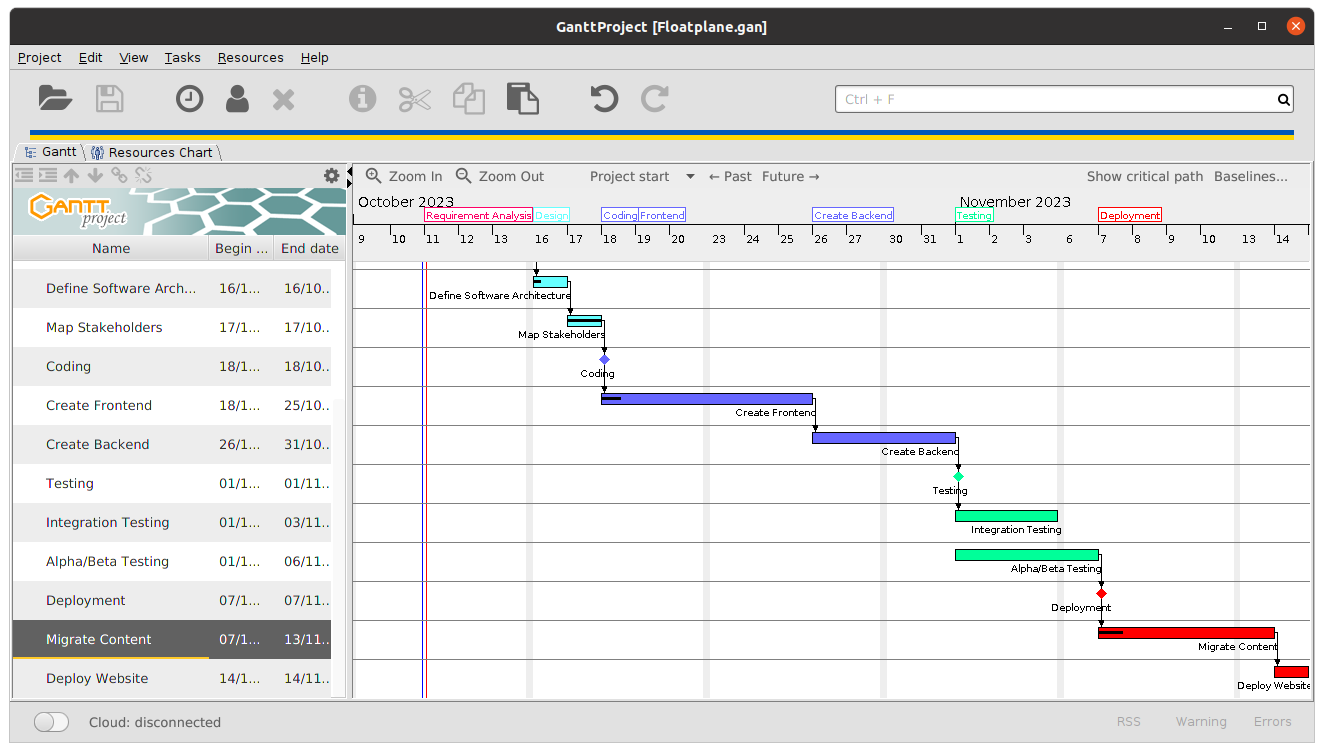 GanttProject [Floatplane.gan]
Project Edit View Tasks Resources Help
Ctrl + F
Gantt Resources Chart
Zoom In Zoom Out Project start ← Past Future → Show critical path Baselines...
GANTT project
October 2023 November 2023
Requirement Analysis Design Coding Frontend Create Backend Testing Deployment
9 10 11 12 13 16 17 18 19 20 23 24 25 26 27 30 31 1 2 3 6 7 8 9 10 13 14
Name Begin ... End date
Define Software Arch... 16/1... 16/10..
Define Software Architecture
Map Stakeholders 17/1... 17/10..
Map Stakeholders
Coding 18/1... 18/10..
Coding
Create Frontend 18/1... 25/10..
Create Frontend
Create Backend 26/1... 31/10..
Create Backend
Testing 01/1... 01/11..
Testing
Integration Testing 01/1... 03/11..
Integration Testing
Alpha/Beta Testing 01/1... 06/11..
Alpha/Beta Testing
Deployment 07/1... 07/11..
Deployment
Migrate Content 07/1... 13/11..
Migrate Content
Deploy Website 14/1... 14/11..
Deploy Website
Cloud: disconnected RSS Warning Errors